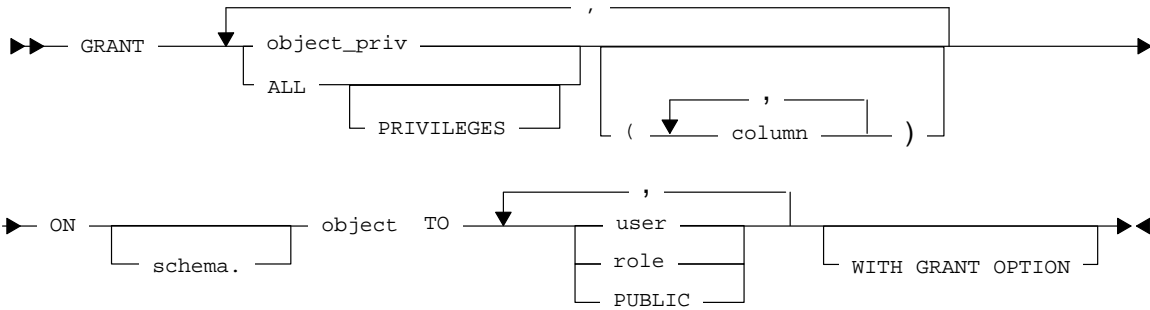 ,
GRANT object_priv
ALL
PRIVILEGES
,
( column )
,
ON object TO user
schema. role WITH GRANT OPTION
PUBLIC